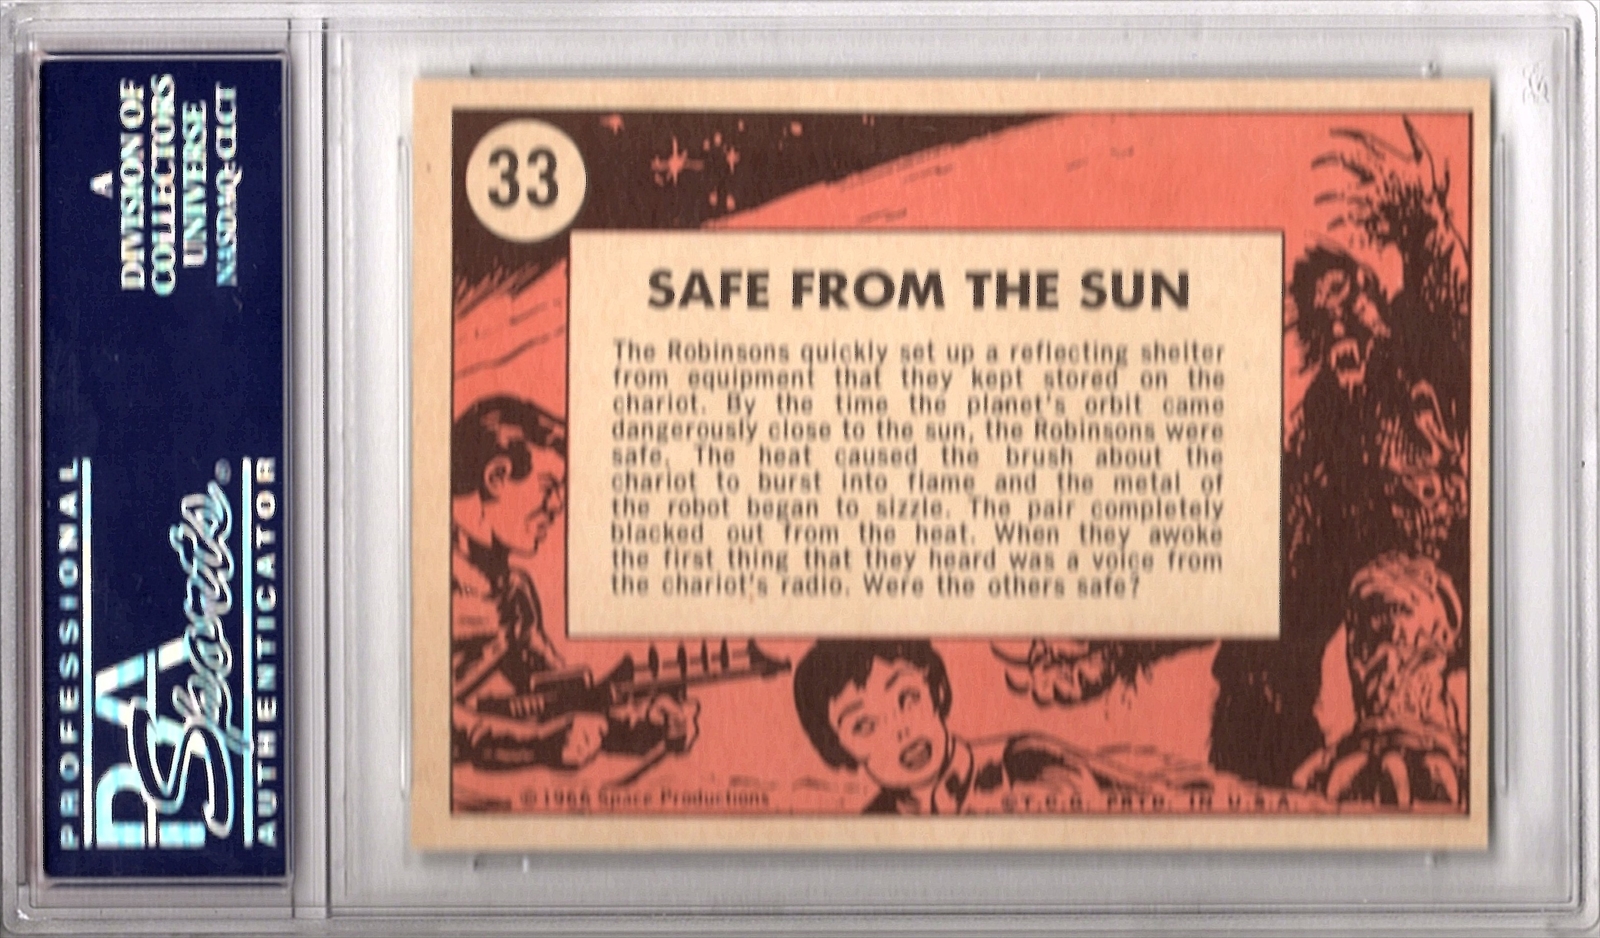 A
DIVISION OF
COLLECTORS
UNIVERSE
NASDAQ: CLCT
PROFESSIONAL
PSA
Sports®
AUTHENTICATOR
33
SAFE FROM THE SUN
The Robinsons quickly set up a reflecting shelter
from equipment that they kept stored on the
chariot. By the time the planet's orbit came
dangerously close to the sun, the Robinsons were
safe. The heat caused the brush about the
chariot to burst into flame and the metal of
the robot began to sizzle. The pair completely
blacked out from the heat. When they awoke
the first thing that they heard was a voice from
the chariot's radio. Were the others safe?
© 1966 Space Productions
© T.C.G. PRTD. IN U.S.A.